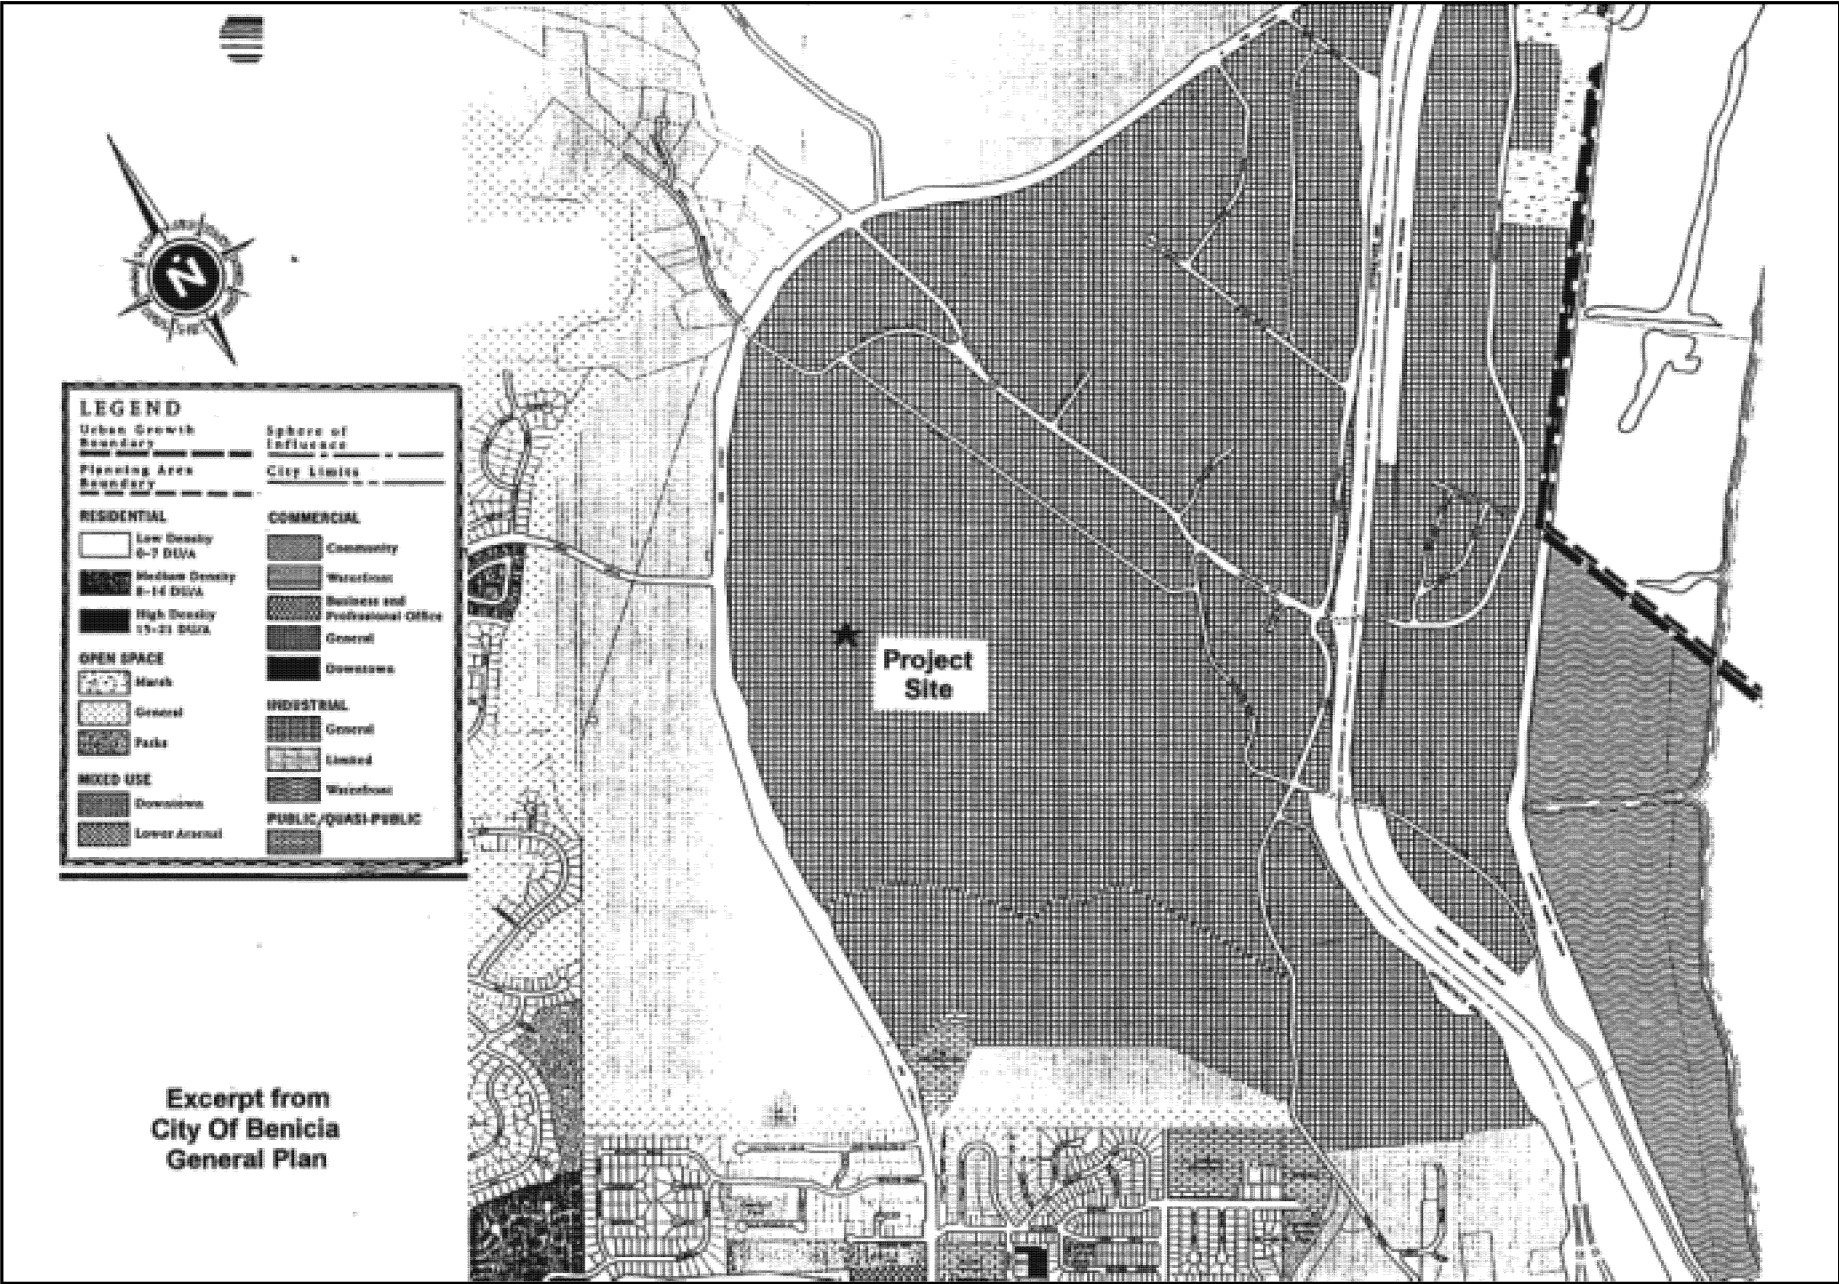 N
LEGEND
Urban Growth
Boundary
Sphere of
Influence
Planning Area
Boundary
City Limits
RESIDENTIAL
Low Density
0-7 DU/A
Medium Density
8-14 DU/A
High Density
15-21 DU/A
OPEN SPACE
Marsh
General
Parks
MIXED USE
Downtown
Lower Arsenal
COMMERCIAL
Community
Waterfront
Business and
Professional Office
General
Downtown
INDUSTRIAL
General
Limited
Waterfront
PUBLIC/QUASI-PUBLIC
Project
Site
Excerpt from
City Of Benicia
General Plan